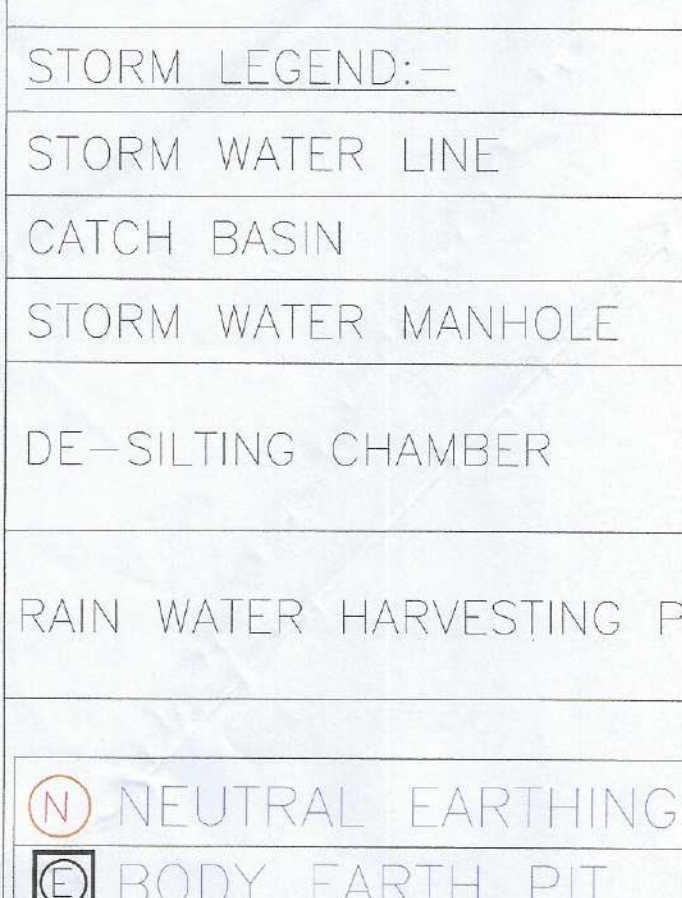 STORM LEGEND:—
STORM WATER LINE
CATCH BASIN
STORM WATER MANHOLE
DE—SILTING CHAMBER
RAIN WATER HARVESTING P
N NEUTRAL EARTHING
E BODY EARTH PIT